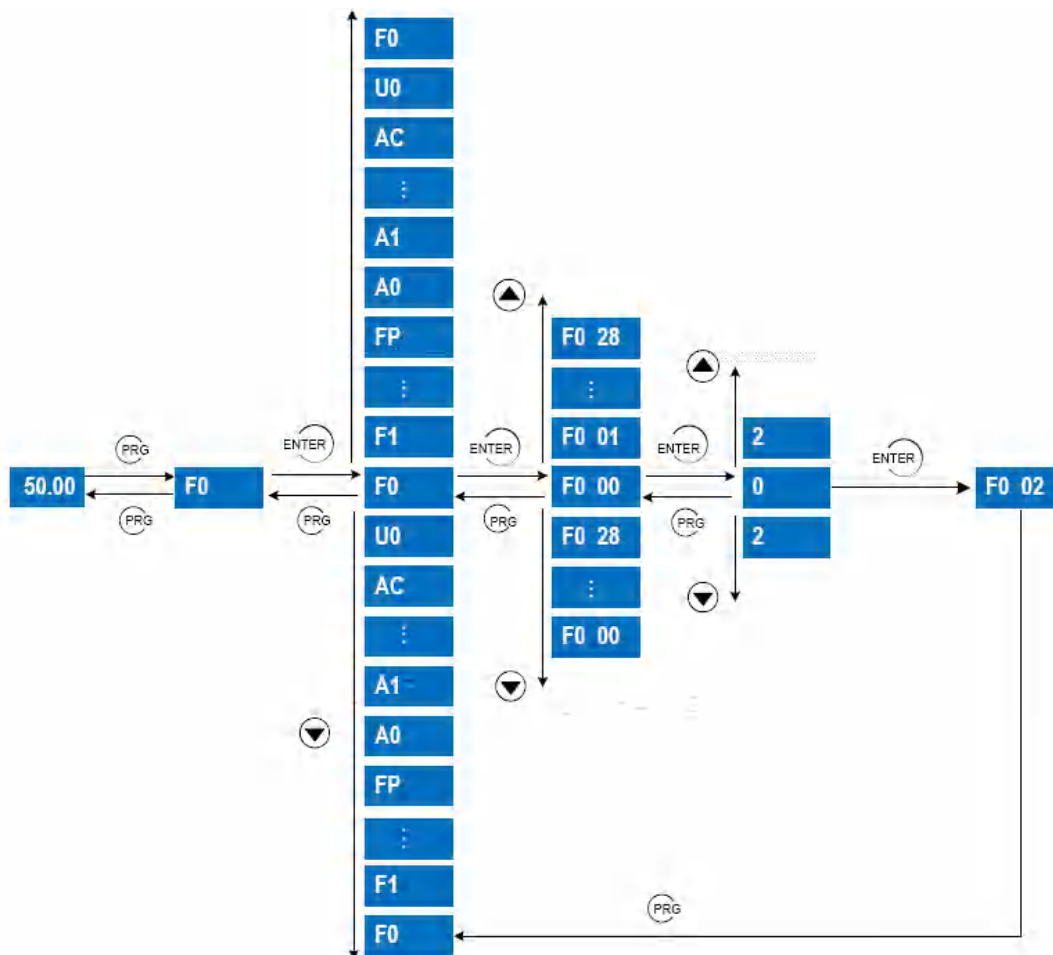 50.00
PRG
PRG
F0
ENTER
PRG
F0
U0
AC
⋮
A1
A0
FP
⋮
F1
F0
U0
AC
⋮
A1
A0
FP
⋮
F1
F0
ENTER
PRG
F0 28
⋮
F0 01
F0 00
F0 28
⋮
F0 00
ENTER
PRG
2
0
2
ENTER
F0 02
PRG